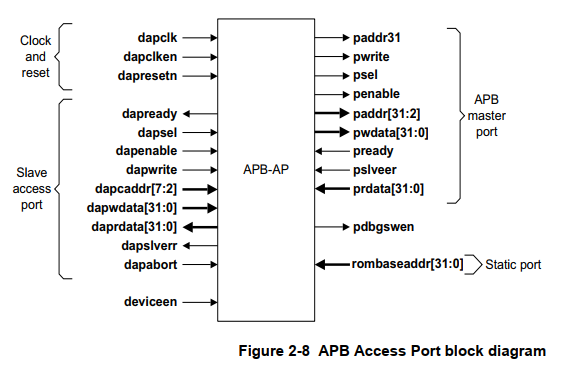 Clock
and
reset
dapclk
dapclken
dapresetn
Slave
access
port
dapready
dapsel
dapenable
dapwrite
dapcaddr[7:2]
dapwdata[31:0]
daprdata[31:0]
dapslverr
dapabort
deviceen
APB-AP
paddr31
pwrite
psel
penable
paddr[31:2]
pwdata[31:0]
pready
pslveer
prdata[31:0]
APB
master
port
pdbgswen
rombaseaddr[31:0]
Static port
Figure 2-8 APB Access Port block diagram